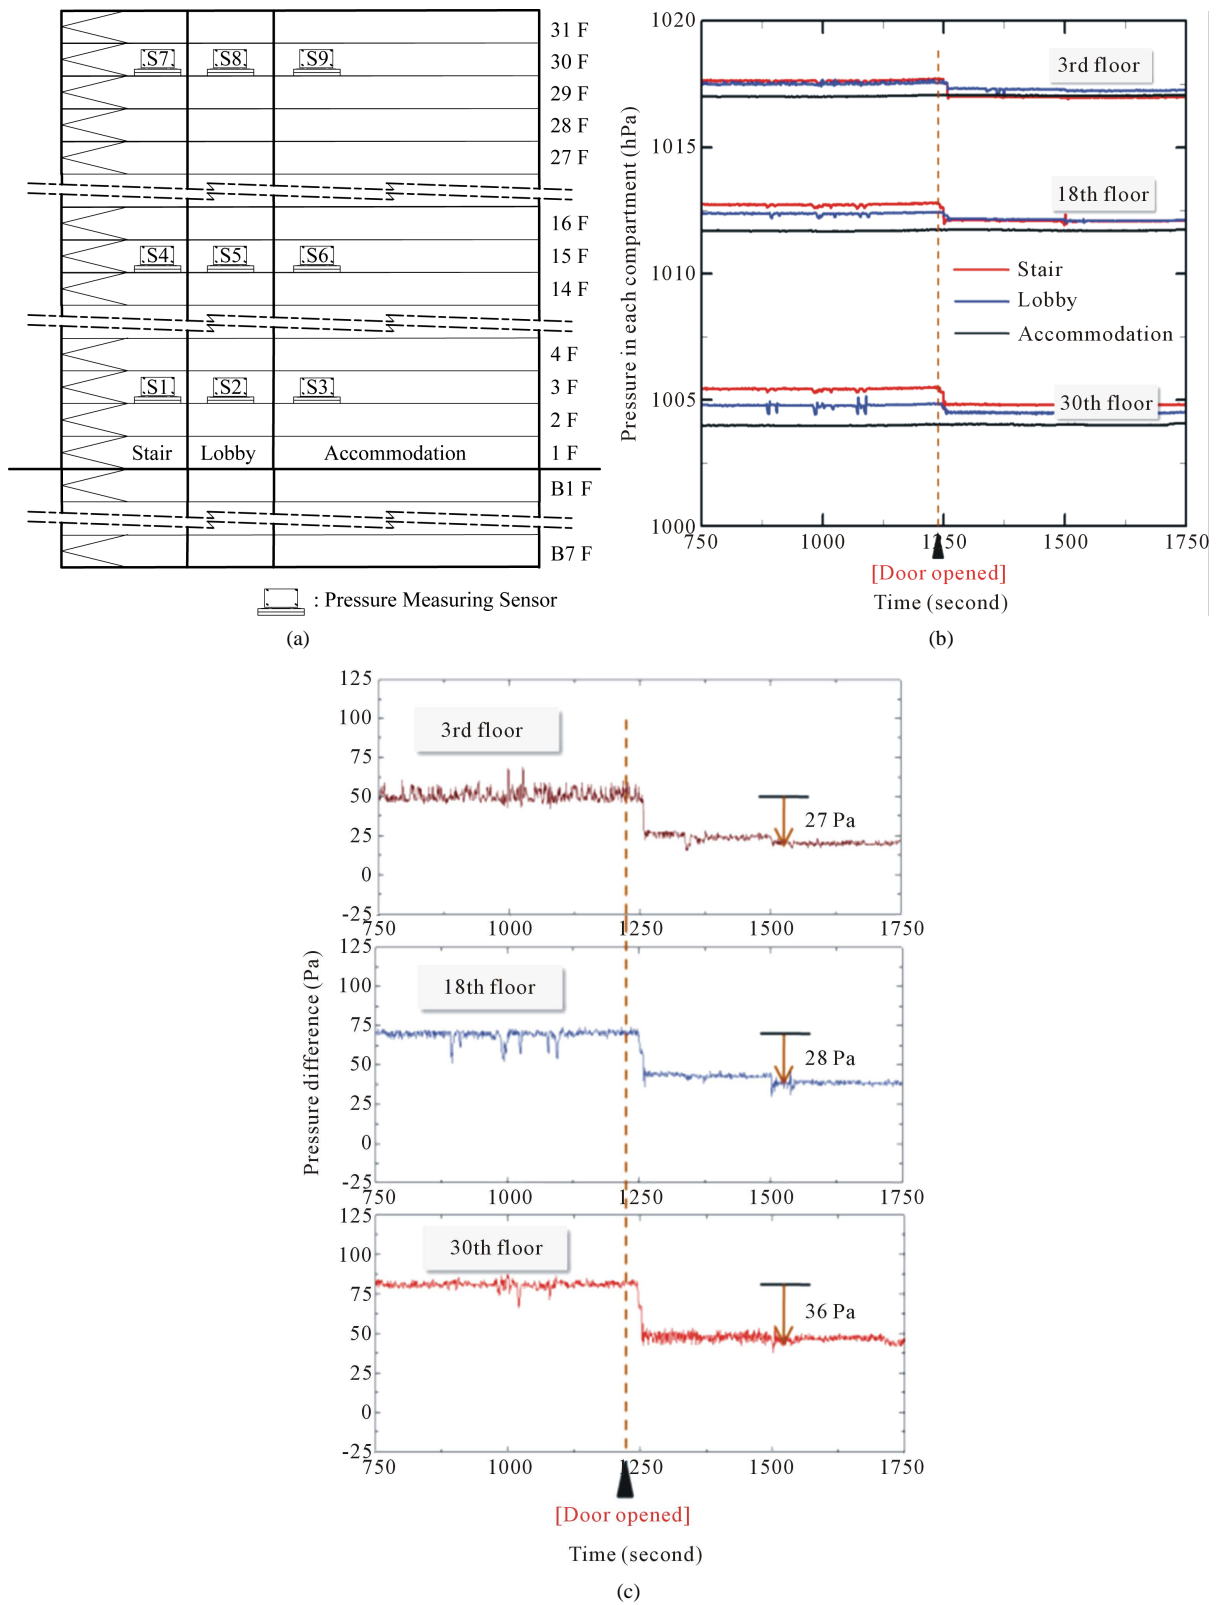 31 F
S7 S8 S9 30 F
29 F
28 F
27 F
16 F
S4 S5 S6 15 F
14 F
4 F
S1 S2 S3 3 F
2 F
Stair Lobby Accommodation 1 F
B1 F
B7 F
: Pressure Measuring Sensor
(a)
Pressure in each compartment (hPa)
1020
1015
1010
1005
1000
3rd floor
18th floor
Stair
Lobby
Accommodation
30th floor
750 1000 1250 1500 1750
[Door opened]
Time (second)
(b)
Pressure difference (Pa)
125
100
75
50
25
0
-25
3rd floor
27 Pa
750 1000 1250 1500 1750
125
100
75
50
25
0
-25
18th floor
28 Pa
750 1000 1250 1500 1750
125
100
75
50
25
0
-25
30th floor
36 Pa
750 1000 1250 1500 1750
[Door opened]
Time (second)
(c)